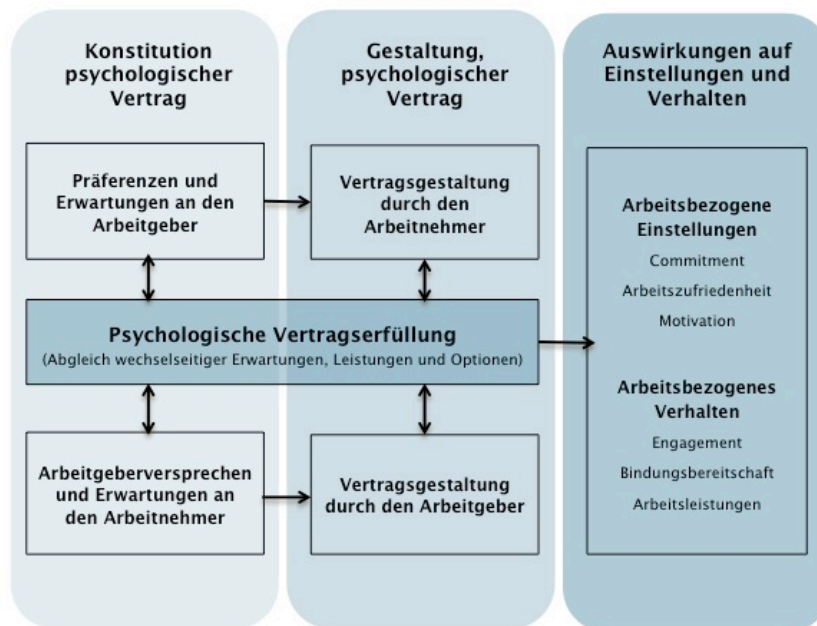 Konstitution
psychologischer
Vertrag
Gestaltung,
psychologischer
Vertrag
Auswirkungen auf
Einstellungen und
Verhalten
Präferenzen und
Erwartungen an den
Arbeitgeber
Vertragsgestaltung
durch den
Arbeitnehmer
Psychologische Vertragserfüllung
(Abgleich wechselseitiger Erwartungen, Leistungen und Optionen)
Arbeitgeberversprechen
und Erwartungen an
den Arbeitnehmer
Vertragsgestaltung
durch den Arbeitgeber
Arbeitsbezogene
Einstellungen
Commitment
Arbeitszufriedenheit
Motivation
Arbeitsbezogenes
Verhalten
Engagement
Bindungsbereitschaft
Arbeitsleistungen